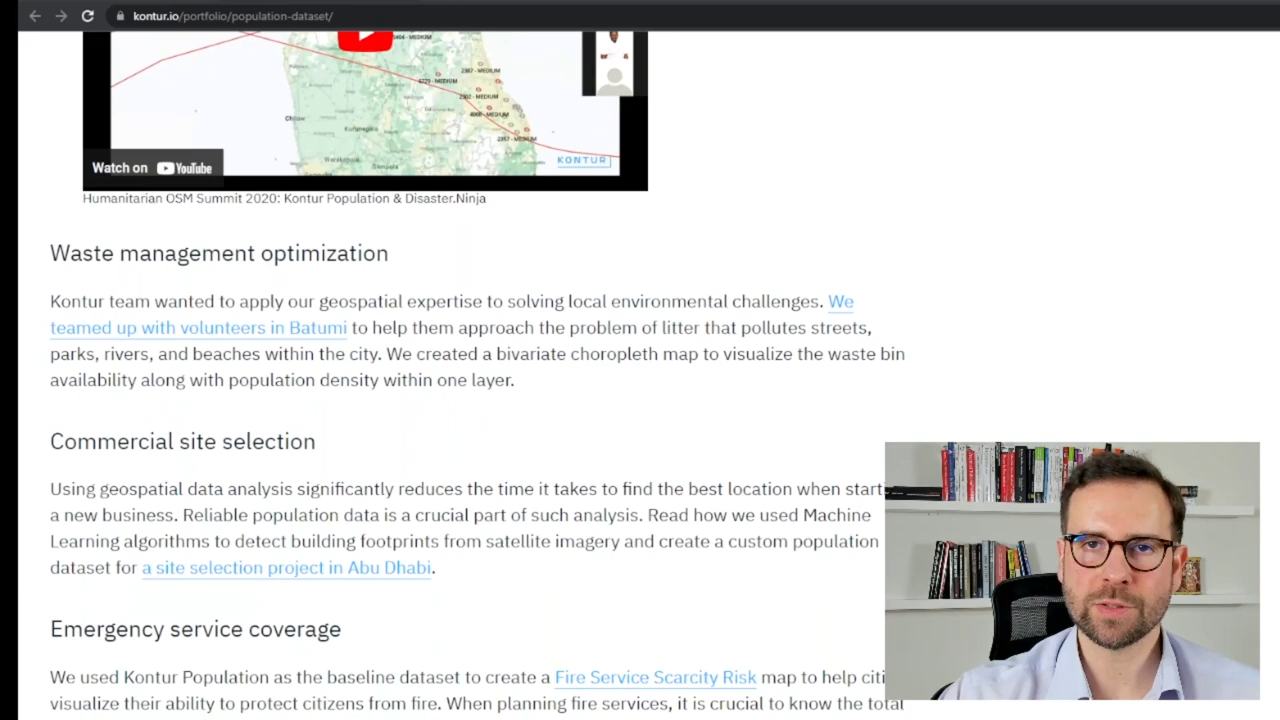 kontur.io/portfolio/population-dataset/
2387 - MEDIUM
Chilaw
Kurunegala
KONTUR
Watch on YouTube
Humanitarian OSM Summit 2020: Kontur Population & Disaster.Ninja
Waste management optimization
Kontur team wanted to apply our geospatial expertise to solving local environmental challenges. We
teamed up with volunteers in Batumi to help them approach the problem of litter that pollutes streets,
parks, rivers, and beaches within the city. We created a bivariate choropleth map to visualize the waste bin
availability along with population density within one layer.
Commercial site selection
Using geospatial data analysis significantly reduces the time it takes to find the best location when start
a new business. Reliable population data is a crucial part of such analysis. Read how we used Machine
Learning algorithms to detect building footprints from satellite imagery and create a custom population
dataset for a site selection project in Abu Dhabi.
Emergency service coverage
We used Kontur Population as the baseline dataset to create a Fire Service Scarcity Risk map to help citi
visualize their ability to protect citizens from fire. When planning fire services, it is crucial to know the total